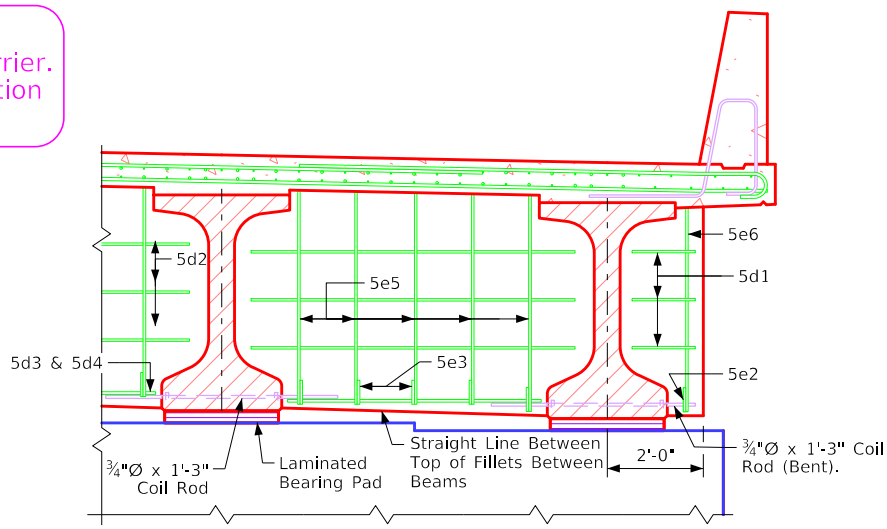 rrier.
tion
5d2
5e5
5e6
5d1
5d3 & 5d4
5e3
5e2
¾"Ø x 1'-3"
Coil Rod
Laminated
Bearing Pad
Straight Line Between
Top of Fillets Between
Beams
2'-0"
¾"Ø x 1'-3" Coil
Rod (Bent).